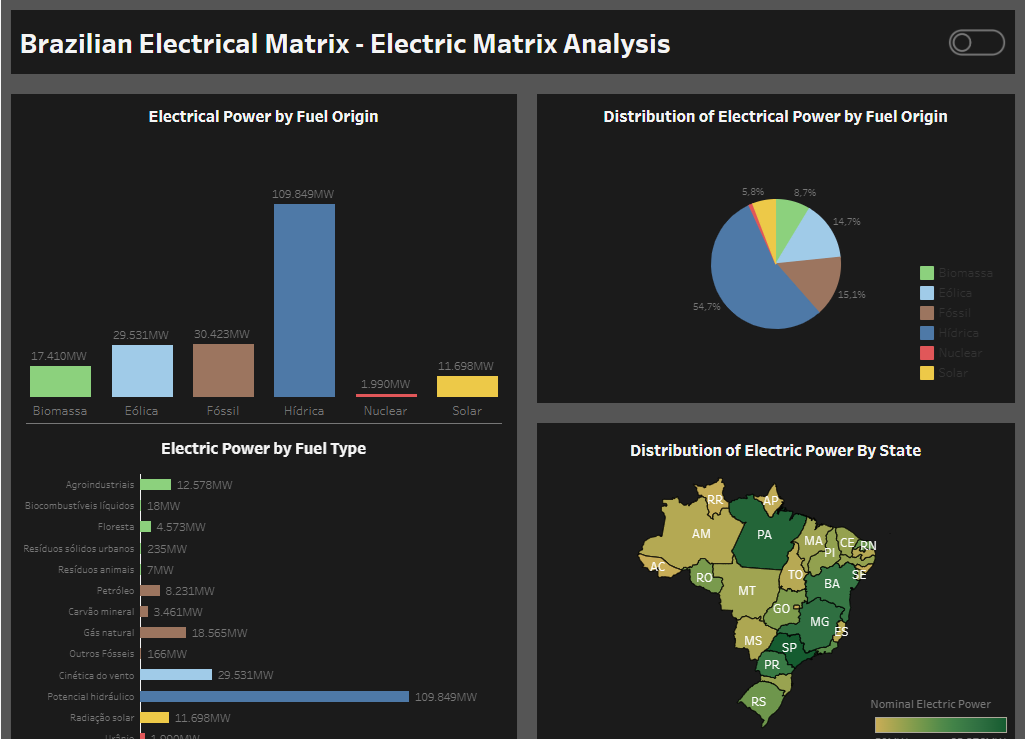 Brazilian Electrical Matrix - Electric Matrix Analysis
Electrical Power by Fuel Origin
109.849MW
30.423MW
29.531MW
17.410MW
11.698MW
1.990MW
Biomassa
Eólica
Fóssil
Hídrica
Nuclear
Solar
Electric Power by Fuel Type
Agroindustriais 12.578MW
Biocombustíveis líquidos 18MW
Floresta 4.573MW
Resíduos sólidos urbanos 235MW
Resíduos animais 7MW
Petróleo 8.231MW
Carvão mineral 3.461MW
Gás natural 18.565MW
Outros Fósseis 166MW
Cinética do vento 29.531MW
Potencial hidráulico 109.849MW
Radiação solar 11.698MW
Distribution of Electrical Power by Fuel Origin
5,8%
8,7%
14,7%
15,1%
54,7%
Biomassa
Eólica
Fóssil
Hídrica
Nuclear
Solar
Distribution of Electric Power By State
RR
AP
AM
PA
MA
CE
RN
PI
AC
RO
TO
SE
BA
MT
GO
MG
ES
MS
SP
PR
RS
Nominal Electric Power